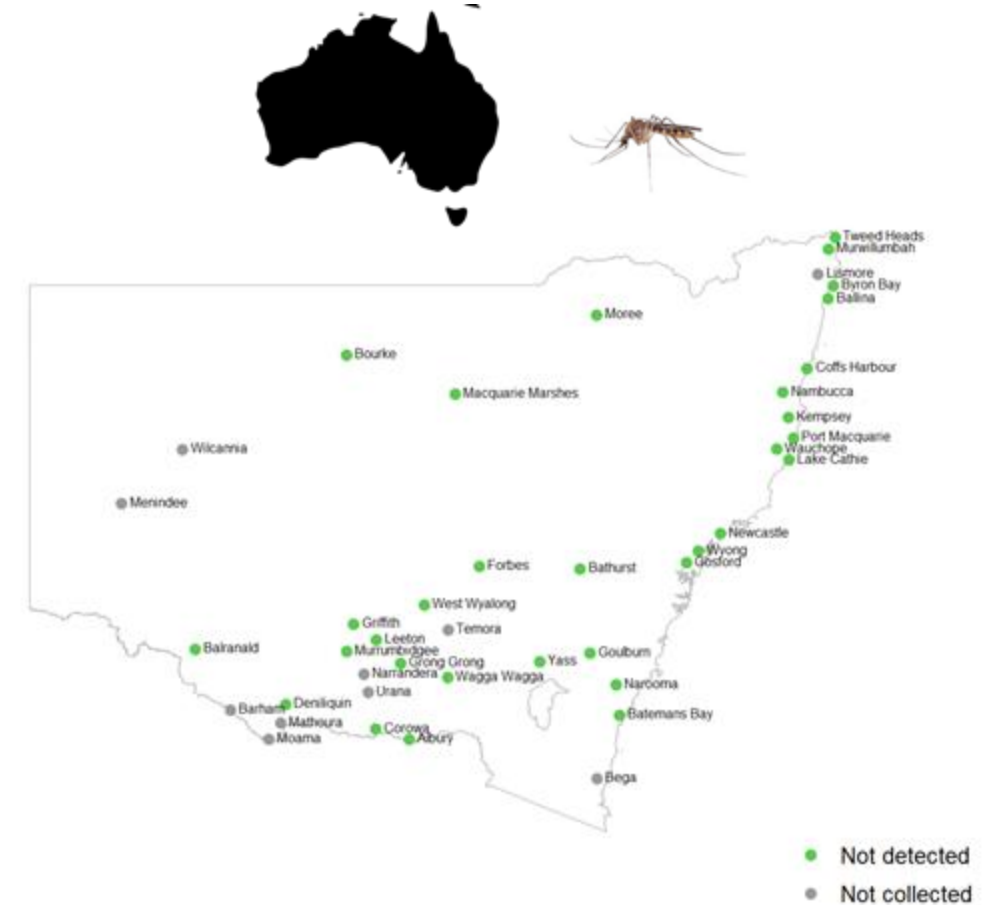 Tweed Heads
Murwillumbah
Lismore
Byron Bay
Ballina
Moree
Bourke
Coffs Harbour
Macquarie Marshes
Nambucca
Kempsey
Port Macquarie
Wilcannia
Wauchope
Lake Cathie
Menindee
Newcastle
Wyong
Gosford
Forbes
Bathurst
West Wyalong
Griffith
Temora
Leeton
Balranald
Murrumbidgee
Goulburn
Grong Grong
Yass
Narrandera
Wagga Wagga
Narooma
Urana
Deniliquin
Barham
Batemans Bay
Mathoura
Corowa
Moama
Albury
Bega
Not detected
Not collected